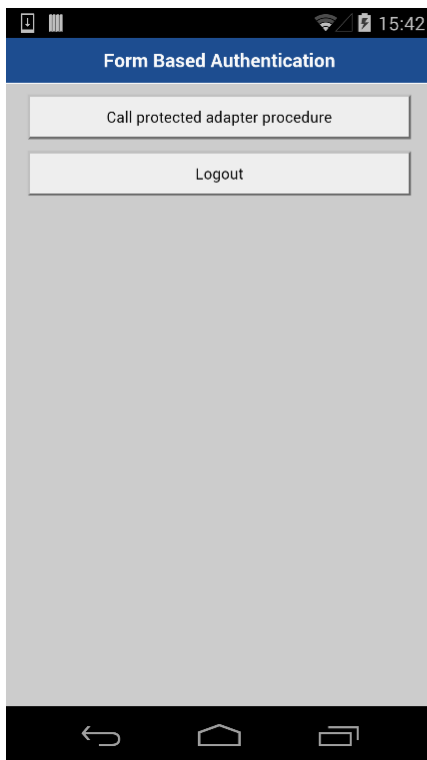 15:42
Form Based Authentication
Call protected adapter procedure
Logout